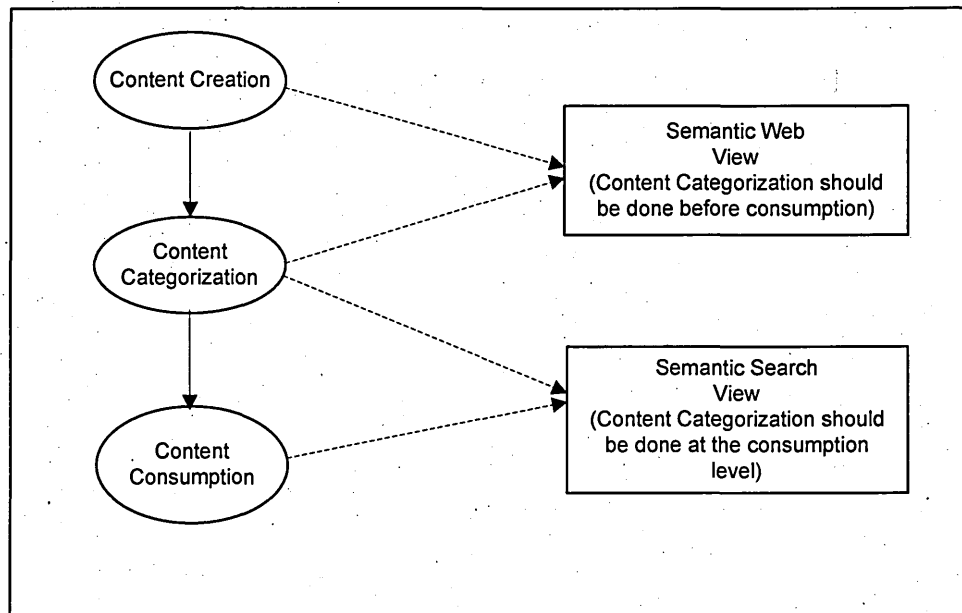 Content Creation
Semantic Web
View
(Content Categorization should
be done before consumption)
Content
Categorization
Semantic Search
View
(Content Categorization should
be done at the consumption
level)
Content
Consumption